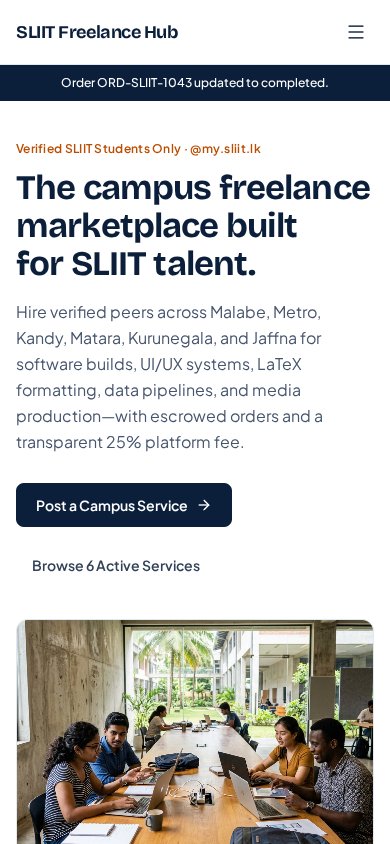 SLIIT Freelance Hub
Order ORD-SLIIT-1043 updated to completed.
Verified SLIIT Students Only · @my.sliit.lk
The campus freelance
marketplace built
for SLIIT talent.
Hire verified peers across Malabe, Metro,
Kandy, Matara, Kurunegala, and Jaffna for
software builds, UI/UX systems, LaTeX
formatting, data pipelines, and media
production—with escrowed orders and a
transparent 25% platform fee.
Post a Campus Service
Browse 6 Active Services